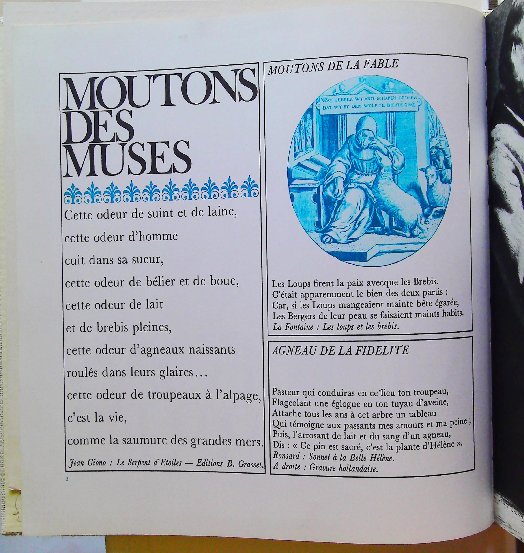 MOUTONS
DES
MUSES
Cette odeur de suint et de laine,
cette odeur d'homme
cuit dans sa sueur,
cette odeur de bélier et de bouc,
cette odeur de lait
et de brebis pleines,
cette odeur d'agneaux naissants
roulés dans leurs glaires...
cette odeur de troupeaux à l'alpage,
c'est la vie,
comme la saumure des grandes mers.
Jean Giono : Le Serpent d'Etoiles — Editions B. Grasset.
MOUTONS DE LA FABLE
Les Loups firent la paix avecque les Brebis.
C'était apparemment le bien des deux partis :
Car, si les Loups mangeaient mainte bête égarée,
Les Bergers de leur peau se faisaient maints habits.
La Fontaine : Les loups et les brebis.
AGNEAU DE LA FIDELITE
Pasteur qui conduiras en ce lieu ton troupeau,
Flageolant une églogue en ton tuyau d'aveine,
Attache tous les ans à cet arbre un tableau
Qui témoigne aux passants mes amours et ma peine ;
Puis, l'arrosant de lait et du sang d'un agneau,
Dis : « Ce pin est sacré, c'est la plante d'Hélène ».
Ronsard : Sonnet à la Belle Hélène.
A droite : Gravure hollandaise.